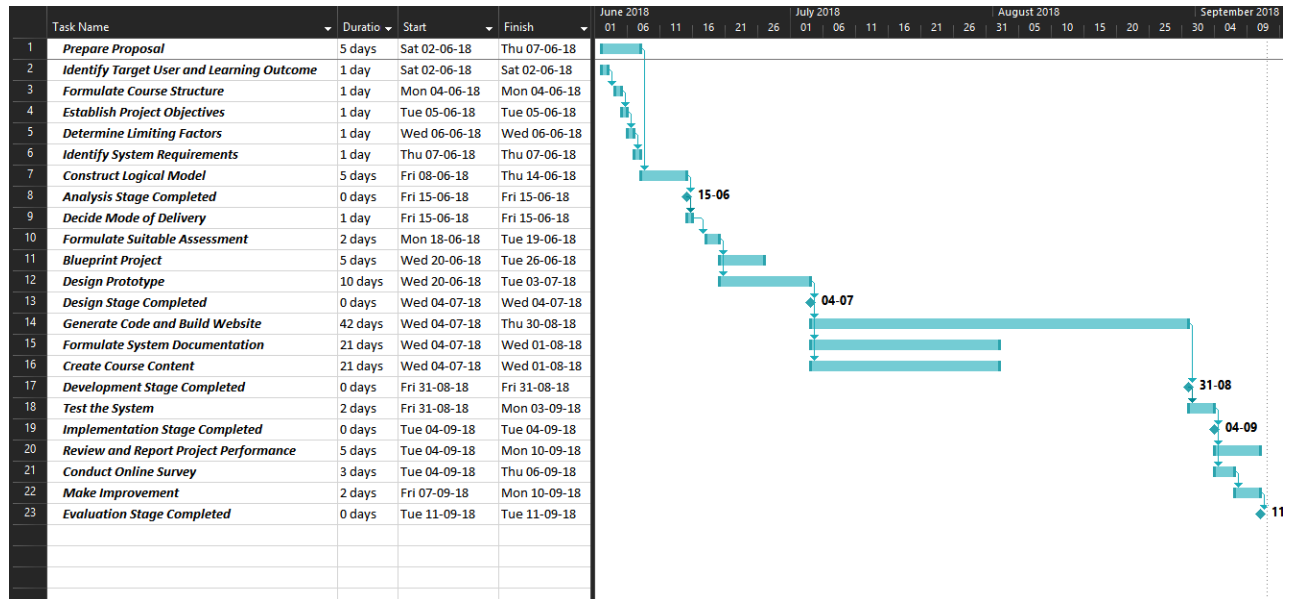 June 2018 July 2018 August 2018 September 2018
Task Name Duratio Start Finish 01 06 11 16 21 26 01 06 11 16 21 26 31 05 10 15 20 25 30 04 09
1 Prepare Proposal 5 days Sat 02-06-18 Thu 07-06-18
2 Identify Target User and Learning Outcome 1 day Sat 02-06-18 Sat 02-06-18
3 Formulate Course Structure 1 day Mon 04-06-18 Mon 04-06-18
4 Establish Project Objectives 1 day Tue 05-06-18 Tue 05-06-18
5 Determine Limiting Factors 1 day Wed 06-06-18 Wed 06-06-18
6 Identify System Requirements 1 day Thu 07-06-18 Thu 07-06-18
7 Construct Logical Model 5 days Fri 08-06-18 Thu 14-06-18
8 Analysis Stage Completed 0 days Fri 15-06-18 Fri 15-06-18 15-06
9 Decide Mode of Delivery 1 day Fri 15-06-18 Fri 15-06-18
10 Formulate Suitable Assessment 2 days Mon 18-06-18 Tue 19-06-18
11 Blueprint Project 5 days Wed 20-06-18 Tue 26-06-18
12 Design Prototype 10 days Wed 20-06-18 Tue 03-07-18
13 Design Stage Completed 0 days Wed 04-07-18 Wed 04-07-18 04-07
14 Generate Code and Build Website 42 days Wed 04-07-18 Thu 30-08-18
15 Formulate System Documentation 21 days Wed 04-07-18 Wed 01-08-18
16 Create Course Content 21 days Wed 04-07-18 Wed 01-08-18
17 Development Stage Completed 0 days Fri 31-08-18 Fri 31-08-18 31-08
18 Test the System 2 days Fri 31-08-18 Mon 03-09-18
19 Implementation Stage Completed 0 days Tue 04-09-18 Tue 04-09-18 04-09
20 Review and Report Project Performance 5 days Tue 04-09-18 Mon 10-09-18
21 Conduct Online Survey 3 days Tue 04-09-18 Thu 06-09-18
22 Make Improvement 2 days Fri 07-09-18 Mon 10-09-18
23 Evaluation Stage Completed 0 days Tue 11-09-18 Tue 11-09-18 11